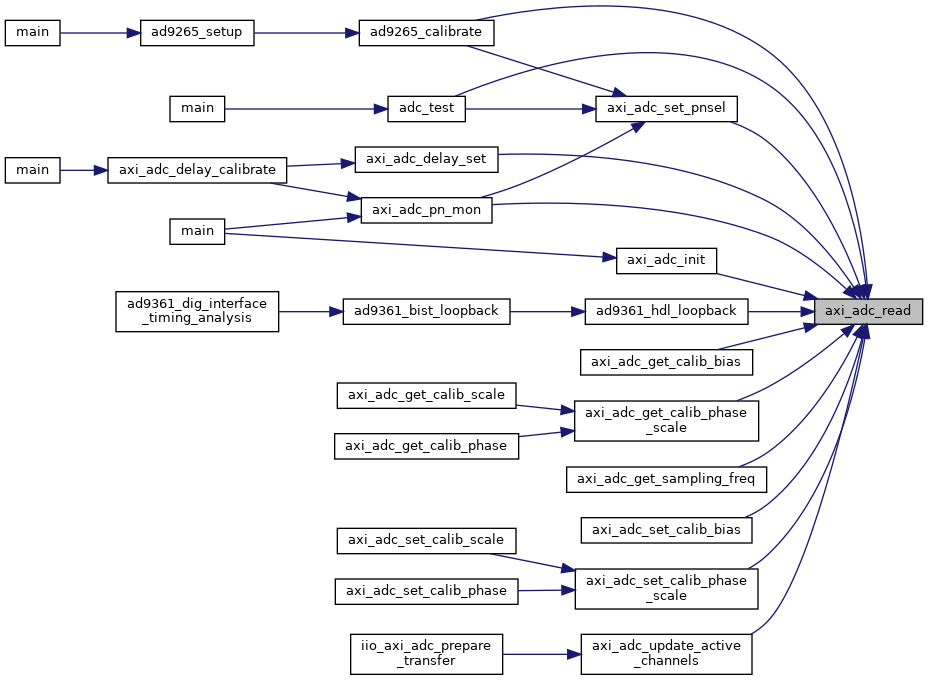 main
ad9265_setup
ad9265_calibrate
main
adc_test
axi_adc_set_pnsel
main
axi_adc_delay_calibrate
axi_adc_delay_set
axi_adc_pn_mon
main
axi_adc_init
ad9361_dig_interface
_timing_analysis
ad9361_bist_loopback
ad9361_hdl_loopback
axi_adc_read
axi_adc_get_calib_bias
axi_adc_get_calib_scale
axi_adc_get_calib_phase
_scale
axi_adc_get_calib_phase
axi_adc_get_sampling_freq
axi_adc_set_calib_bias
axi_adc_set_calib_scale
axi_adc_set_calib_phase
_scale
axi_adc_set_calib_phase
iio_axi_adc_prepare
_transfer
axi_adc_update_active
_channels